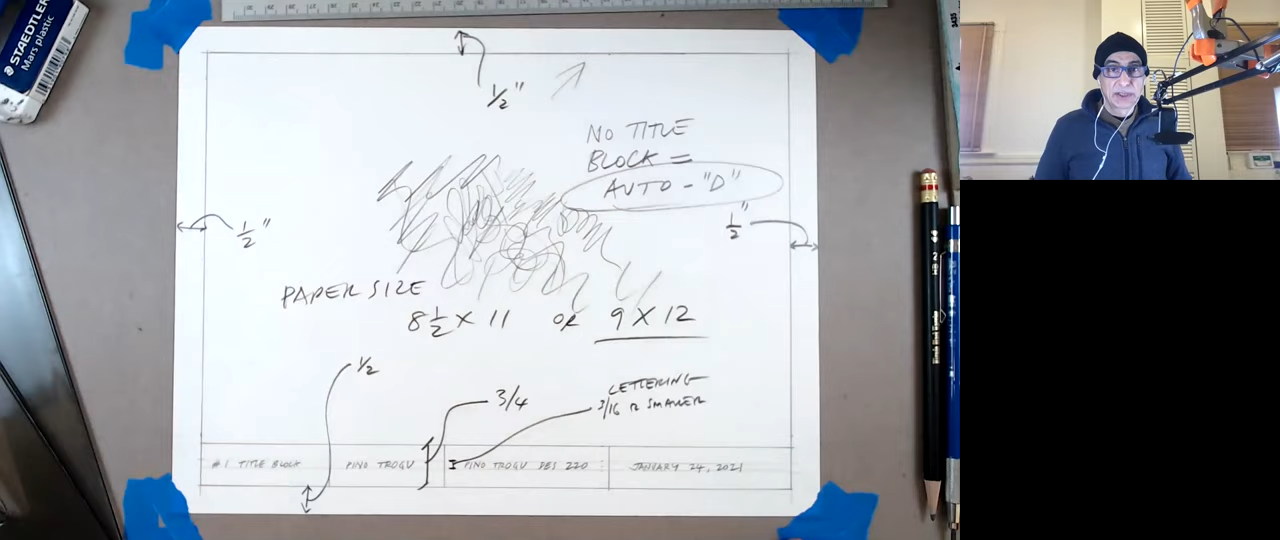 STAEDTLER
Mars plastic
1/2"
NO TITLE
BLOCK =
AUTO - "D"
1/2"
1/2"
PAPER SIZE
8 1/2 X 11 OR 9 X 12
1/2
3/4
LETTERING
3/16 R SMALLER
#1 TITLE BLOCK PINO TROGU PINO TROGU DES 220 JANUARY 24, 2021
2